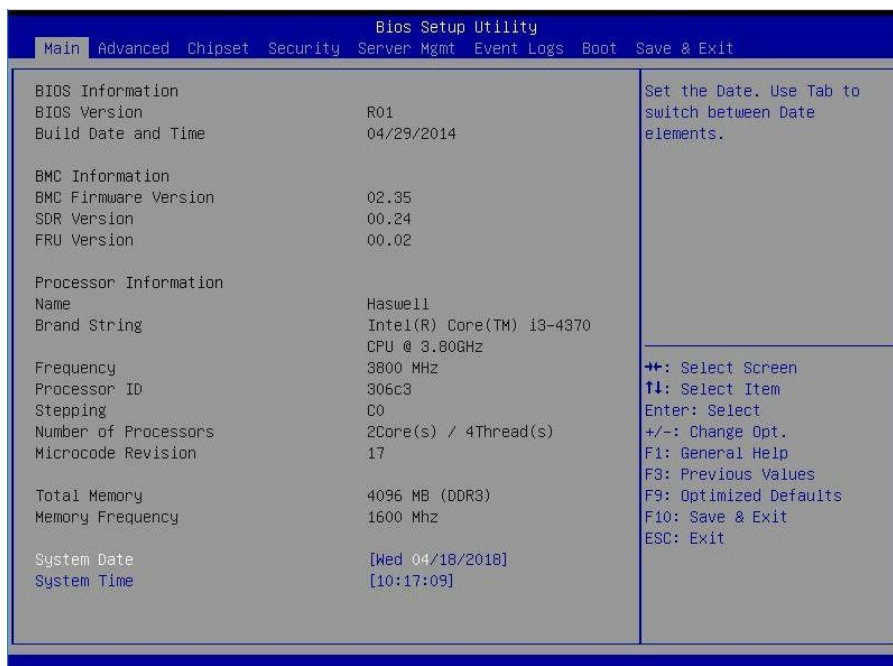 Bios Setup Utility
Main Advanced Chipset Security Server Mgmt Event Logs Boot Save & Exit
BIOS Information
BIOS Version R01
Build Date and Time 04/29/2014
BMC Information
BMC Firmware Version 02.35
SDR Version 00.24
FRU Version 00.02
Processor Information
Name Haswell
Brand String Intel(R) Core(TM) i3-4370
CPU @ 3.80GHz
Frequency 3800 MHz
Processor ID 306c3
Stepping C0
Number of Processors 2Core(s) / 4Thread(s)
Microcode Revision 17
Total Memory 4096 MB (DDR3)
Memory Frequency 1600 Mhz
System Date [Wed 04/18/2018]
System Time [10:17:09]
Set the Date. Use Tab to
switch between Date
elements.
→←: Select Screen
↑↓: Select Item
Enter: Select
+/-: Change Opt.
F1: General Help
F3: Previous Values
F9: Optimized Defaults
F10: Save & Exit
ESC: Exit